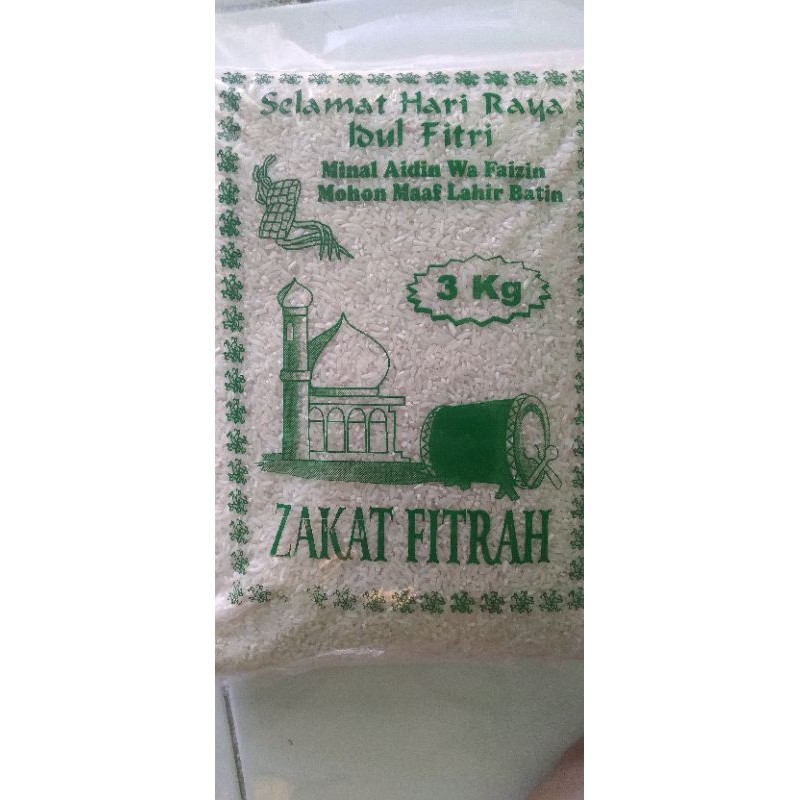 Selamat Hari Raya
Idul Fitri
Minal Aidin Wa Faizin
Mohon Maaf Lahir Batin
3 Kg
ZAKAT FITRAH